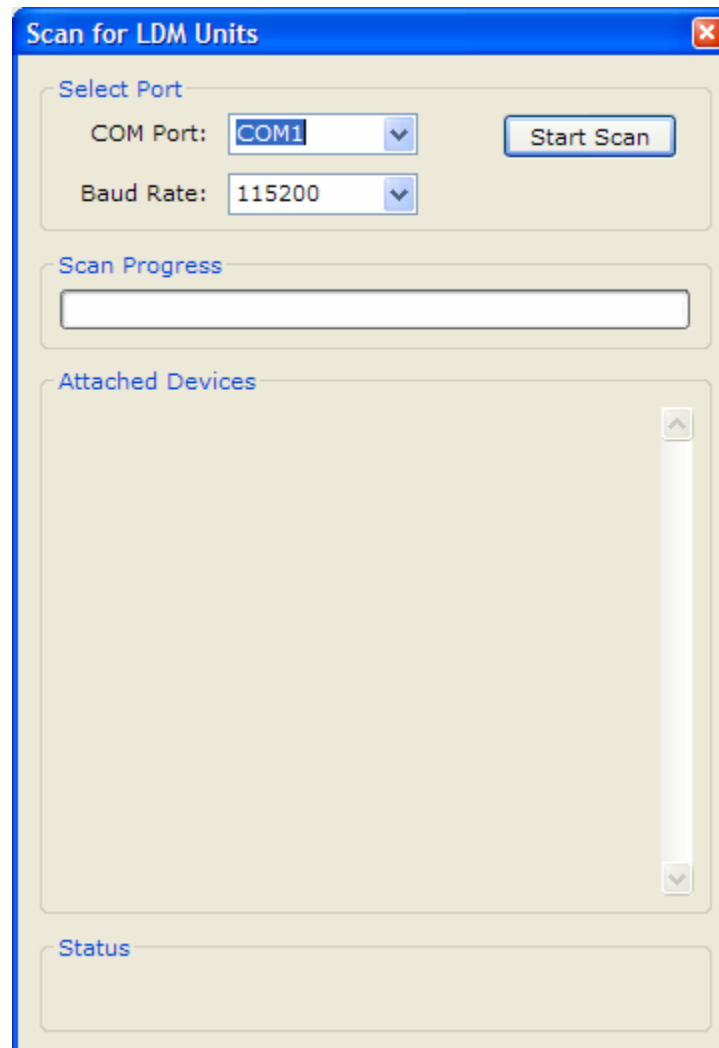 Scan for LDM Units
Select Port
COM Port: COM1 Start Scan
Baud Rate: 115200
Scan Progress
Attached Devices
Status